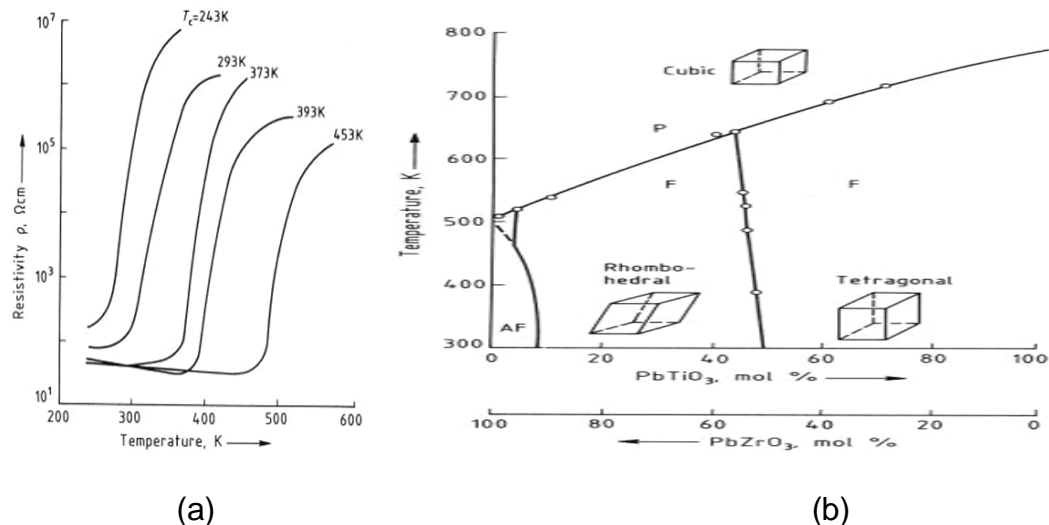 10⁷
10⁵
10³
10¹
Resistivity ρ, Ωcm
T꜀=243K
293K
373K
393K
453K
200 300 400 500 600
Temperature, K
(a)
800
700
600
500
400
300
Temperature, K
Cubic
P
F
F
Rhombo-
hedral
Tetragonal
AF
0 20 40 60 80 100
PbTiO₃, mol %
100 80 60 40 20 0
PbZrO₃, mol %
(b)